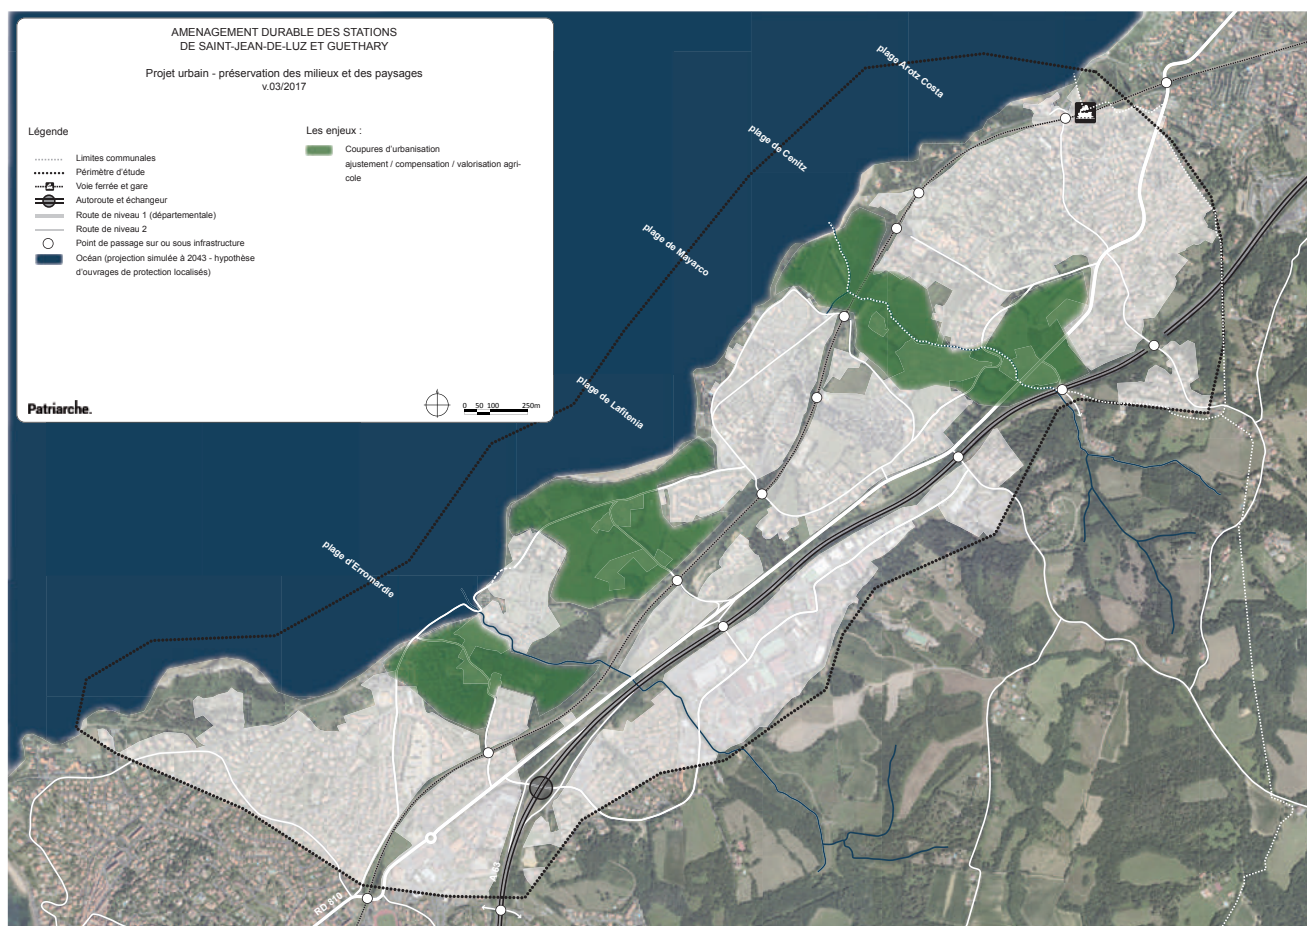 AMENAGEMENT DURABLE DES STATIONS
DE SAINT-JEAN-DE-LUZ ET GUETHARY
Projet urbain - préservation des milieux et des paysages
v.03/2017
Légende
Limites communales
Périmètre d'étude
Voie ferrée et gare
Autoroute et échangeur
Route de niveau 1 (départementale)
Route de niveau 2
Point de passage sur ou sous infrastructure
Océan (projection simulée à 2043 - hypothèse
d'ouvrages de protection localisés)
Les enjeux :
Coupures d'urbanisation
ajustement / compensation / valorisation agri-
cole
Patriarche.
0 50 100 250m
plage Arotz Costa
plage de Cenitz
plage de Mayarco
plage de Lafitenia
plage d'Erromardie
RD 810
A63